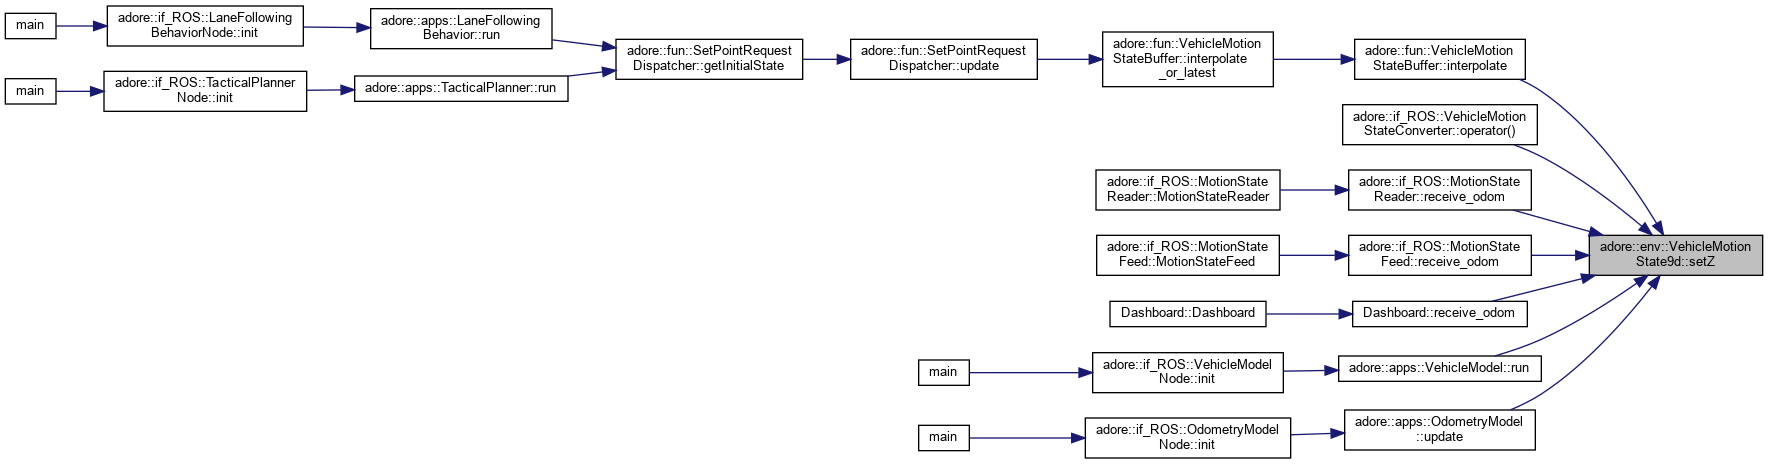 main
adore::if_ROS::LaneFollowing
BehaviorNode::init
adore::apps::LaneFollowing
Behavior::run
main
adore::if_ROS::TacticalPlanner
Node::init
adore::apps::TacticalPlanner::run
adore::fun::SetPointRequest
Dispatcher::getInitialState
adore::fun::SetPointRequest
Dispatcher::update
adore::fun::VehicleMotion
StateBuffer::interpolate
_or_latest
adore::fun::VehicleMotion
StateBuffer::interpolate
adore::if_ROS::VehicleMotion
StateConverter::operator()
adore::if_ROS::MotionState
Reader::MotionStateReader
adore::if_ROS::MotionState
Reader::receive_odom
adore::if_ROS::MotionState
Feed::MotionStateFeed
adore::if_ROS::MotionState
Feed::receive_odom
adore::env::VehicleMotion
State9d::setZ
Dashboard::Dashboard
Dashboard::receive_odom
main
adore::if_ROS::VehicleModel
Node::init
adore::apps::VehicleModel::run
main
adore::if_ROS::OdometryModel
Node::init
adore::apps::OdometryModel
::update